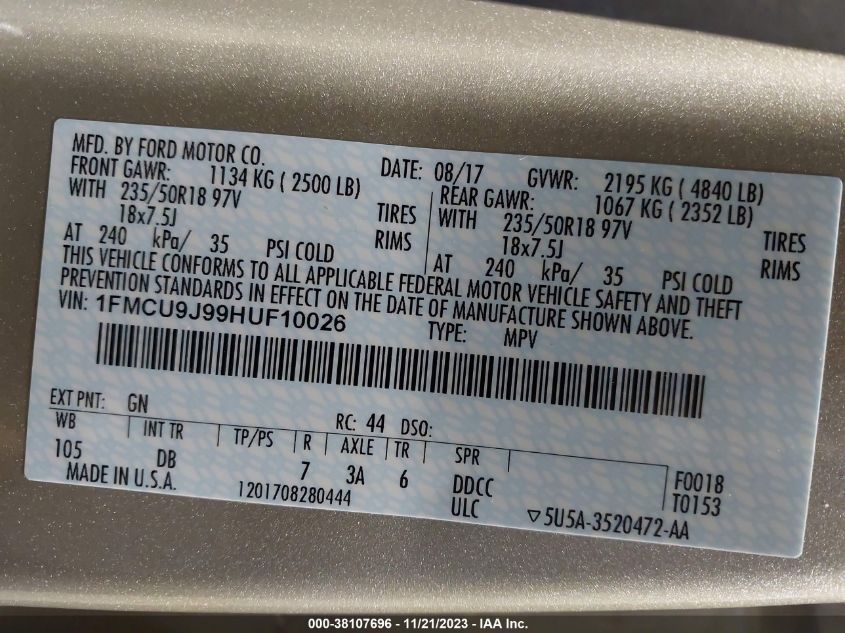 MFD. BY FORD MOTOR CO.
DATE: 08/17 GVWR: 2195 KG ( 4840 LB)
FRONT GAWR: 1134 KG ( 2500 LB)
REAR GAWR: 1067 KG ( 2352 LB)
WITH 235/50R18 97V TIRES
WITH 235/50R18 97V TIRES
18x7.5J RIMS
18x7.5J RIMS
AT 240 kPa/ 35 PSI COLD
AT 240 kPa/ 35 PSI COLD
THIS VEHICLE CONFORMS TO ALL APPLICABLE FEDERAL MOTOR VEHICLE SAFETY AND THEFT
PREVENTION STANDARDS IN EFFECT ON THE DATE OF MANUFACTURE SHOWN ABOVE.
VIN: 1FMCU9J99HUF10026 TYPE: MPV
EXT PNT: GN RC: 44 DSO:
WB INT TR TP/PS R AXLE TR SPR
105 DB 7 3A 6 DDCC F0018
MADE IN U.S.A. 1201708280444 ULC T0153
▽5U5A-3520472-AA
000-38107696 - 11/21/2023 - IAA Inc.